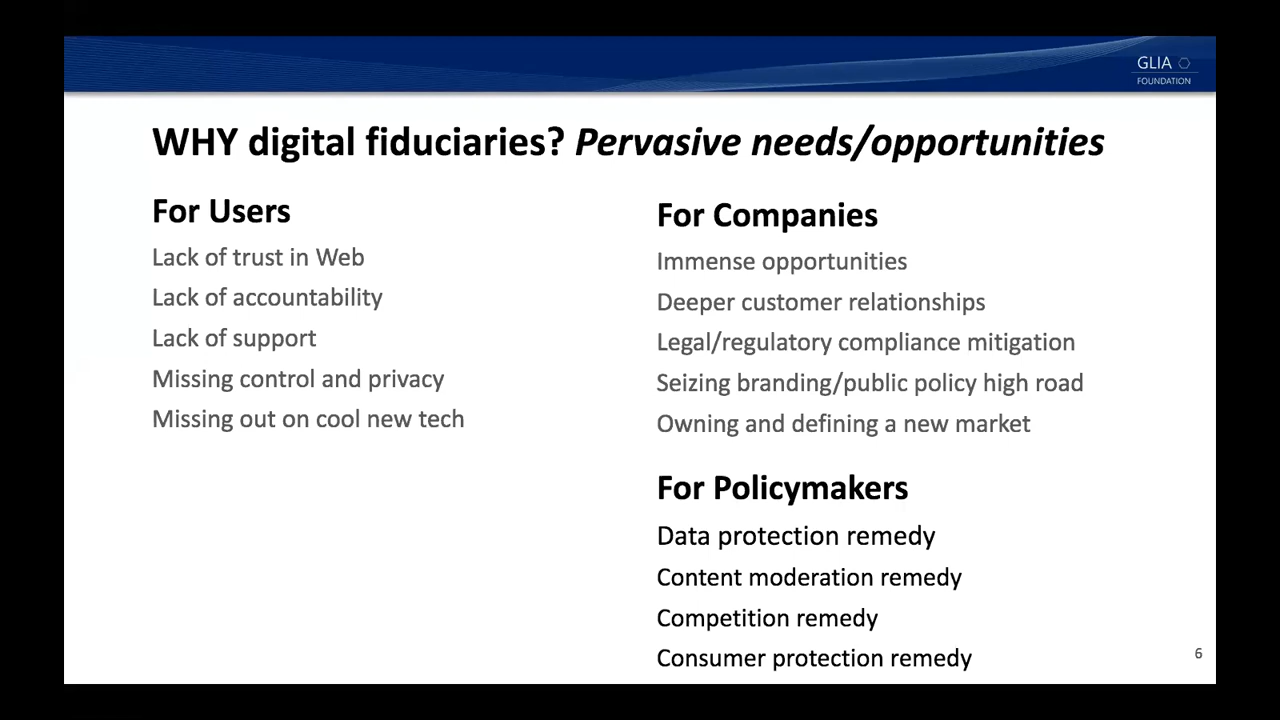 GLIA
FOUNDATION
WHY digital fiduciaries? Pervasive needs/opportunities
For Users
Lack of trust in Web
Lack of accountability
Lack of support
Missing control and privacy
Missing out on cool new tech
For Companies
Immense opportunities
Deeper customer relationships
Legal/regulatory compliance mitigation
Seizing branding/public policy high road
Owning and defining a new market
For Policymakers
Data protection remedy
Content moderation remedy
Competition remedy
Consumer protection remedy
6